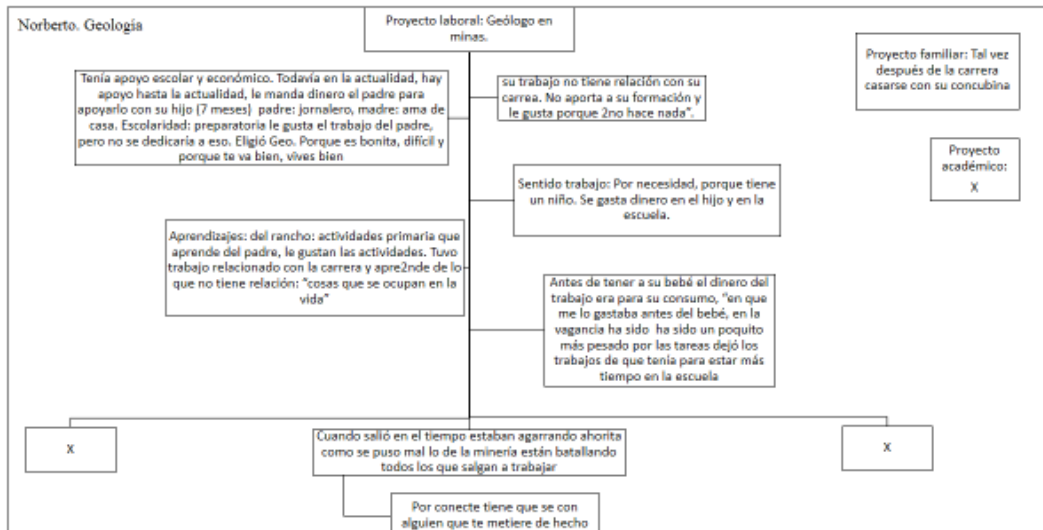 Norberto. Geología
Proyecto laboral: Geólogo en
minas.
Proyecto familiar: Tal vez
después de la carrera
casarse con su concubina
Tenía apoyo escolar y económico. Todavía en la actualidad, hay
apoyo hasta la actualidad, le manda dinero el padre para
apoyarlo con su hijo (7 meses) padre: jornalero, madre: ama de
casa. Escolaridad: preparatoria le gusta el trabajo del padre,
pero no se dedicaría a eso. Eligió Geo. Porque es bonita, difícil y
porque te va bien, vives bien
su trabajo no tiene relación con su
carrea. No aporta a su formación y
le gusta porque 2no hace nada".
Proyecto
académico:
X
Sentido trabajo: Por necesidad, porque tiene
un niño. Se gasta dinero en el hijo y en la
escuela.
Aprendizajes: del rancho: actividades primaria que
aprende del padre, le gustan las actividades. Tuvo
trabajo relacionado con la carrera y apre2nde de lo
que no tiene relación: "cosas que se ocupan en la
vida"
Antes de tener a su bebé el dinero del
trabajo era para su consumo, "en que
me lo gastaba antes del bebé, en la
vagancia ha sido ha sido un poquito
más pesado por las tareas dejó los
trabajos de que tenía para estar más
tiempo en la escuela
X
Cuando salió en el tiempo estaban agarrando ahorita
como se puso mal lo de la minería están batallando
todos los que salgan a trabajar
X
Por conecte tiene que se con
alguien que te metiere de hecho